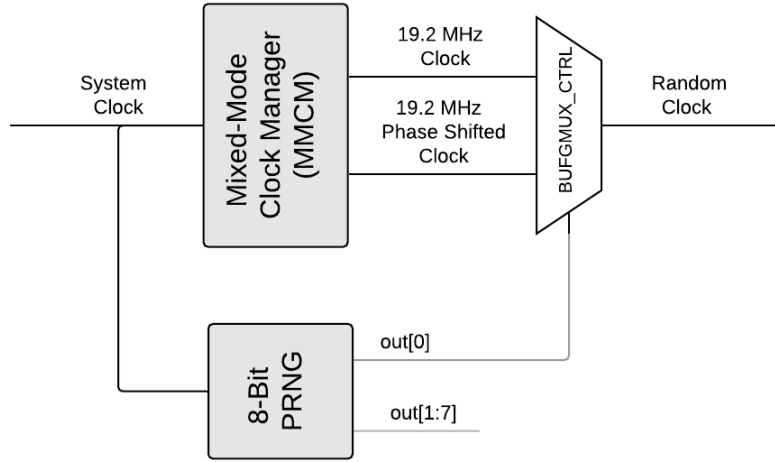 System
Clock
Mixed-Mode
Clock Manager
(MMCM)
19.2 MHz
Clock
19.2 MHz
Phase Shifted
Clock
BUFGMUX_CTRL
Random
Clock
8-Bit
PRNG
out[0]
out[1:7]